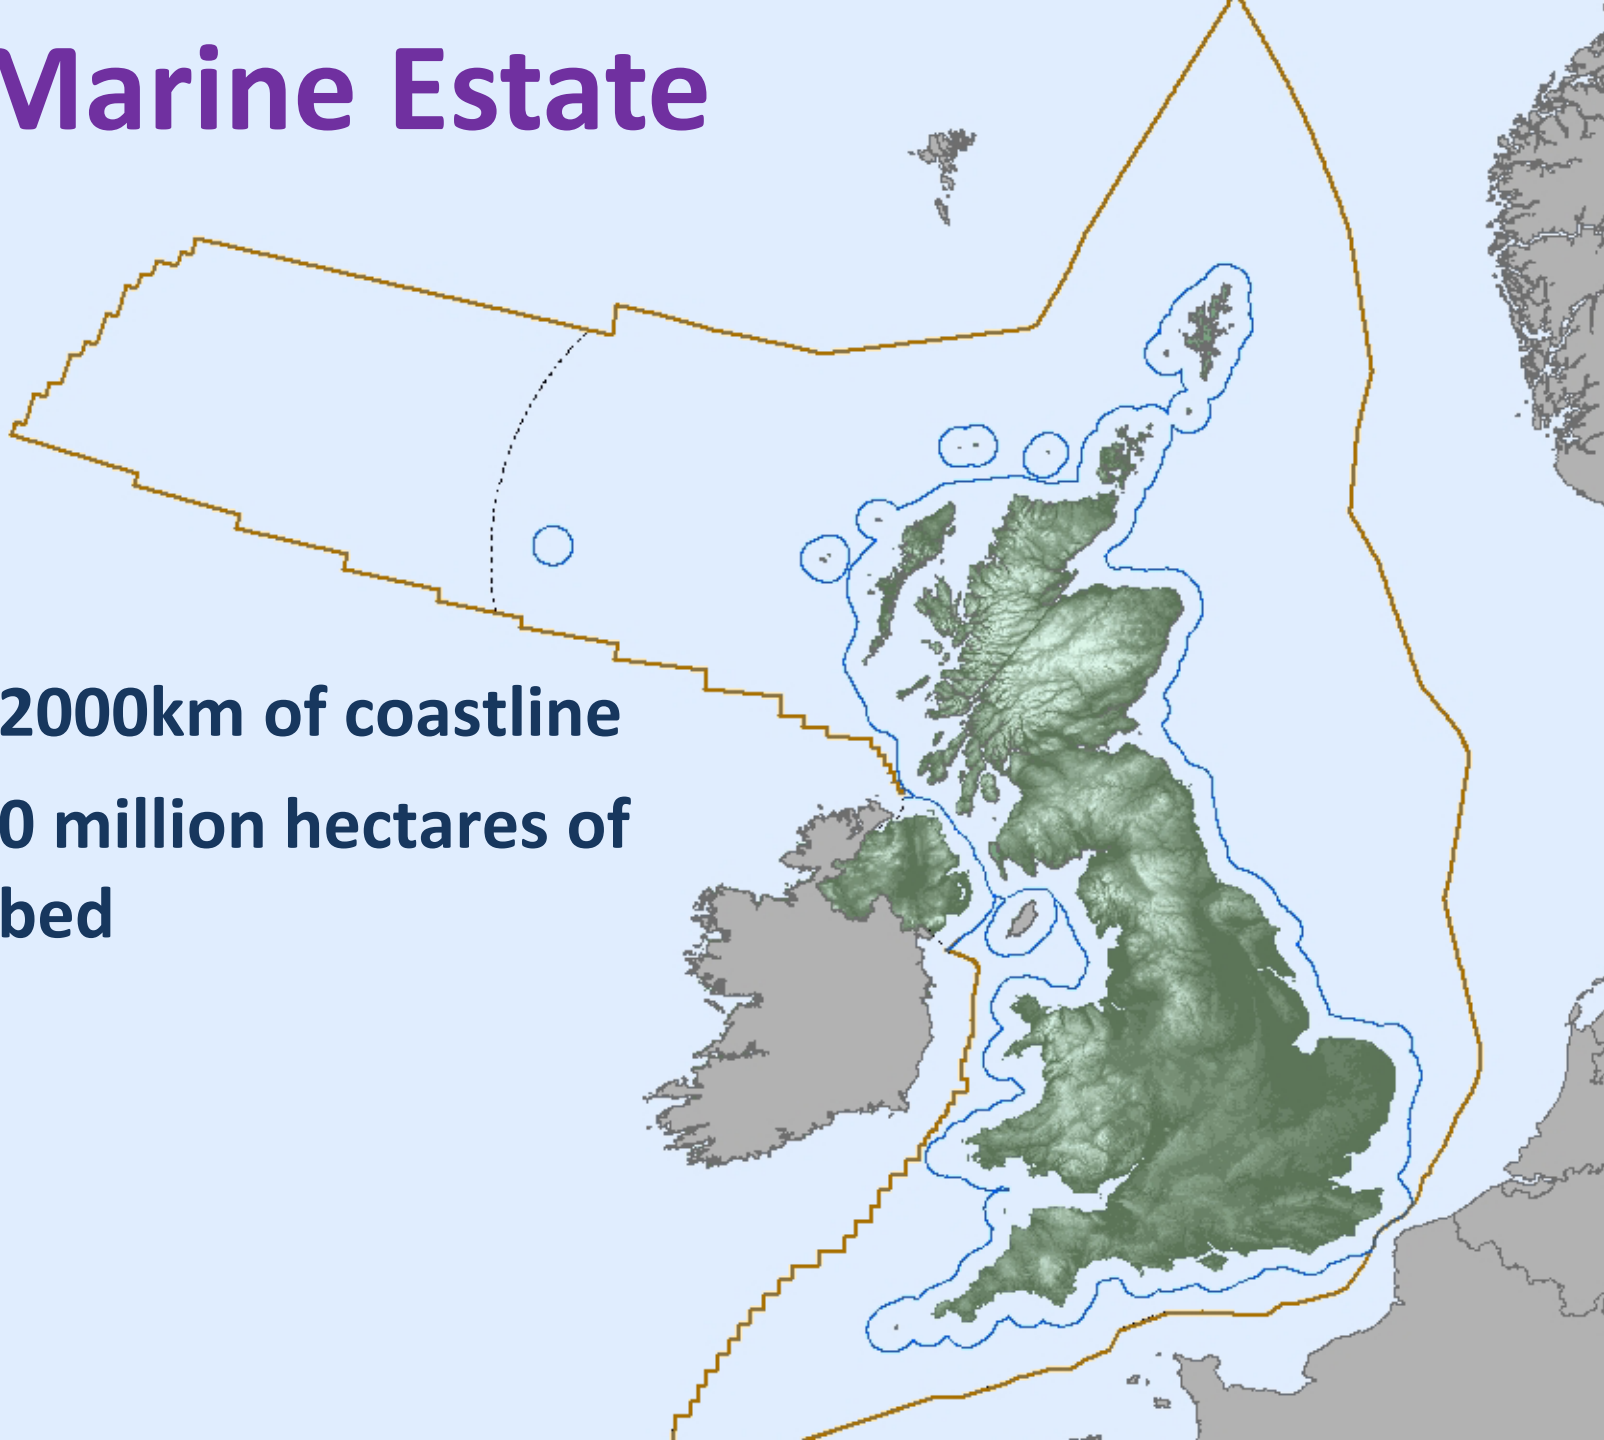 Marine Estate
2000km of coastline
0 million hectares of
bed